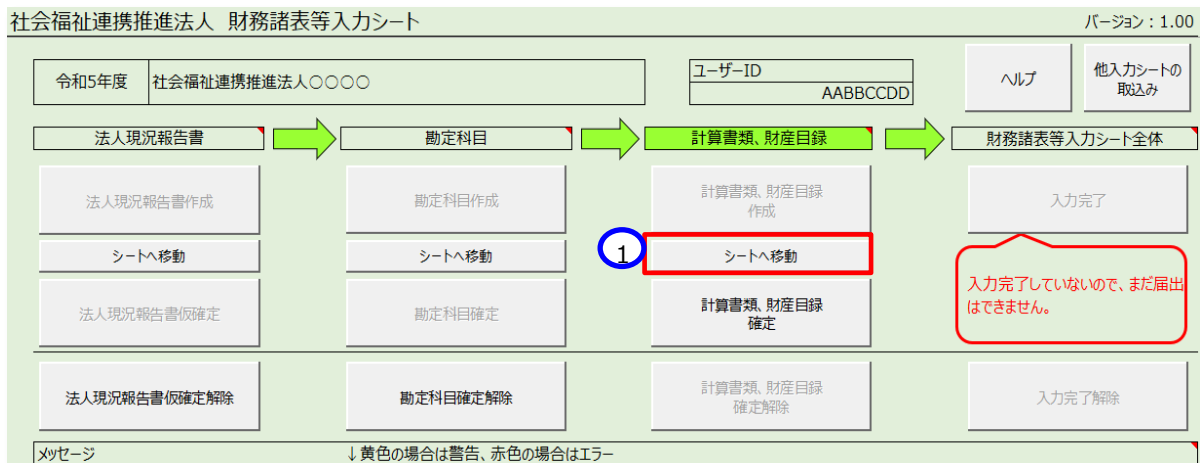 社会福祉連携推進法人 財務諸表等入力シート
バージョン：1.00
令和5年度
社会福祉連携推進法人○○○○
ユーザーID
AABBCCDD
ヘルプ
他入力シートの
取込み
法人現況報告書
勘定科目
計算書類、財産目録
財務諸表等入力シート全体
法人現況報告書作成
勘定科目作成
計算書類、財産目録
作成
入力完了
シートへ移動
シートへ移動
1
シートへ移動
入力完了していないので、まだ届出
はできません。
法人現況報告書仮確定
勘定科目確定
計算書類、財産目録
確定
法人現況報告書仮確定解除
勘定科目確定解除
計算書類、財産目録
確定解除
入力完了解除
メッセージ
↓黄色の場合は警告、赤色の場合はエラー